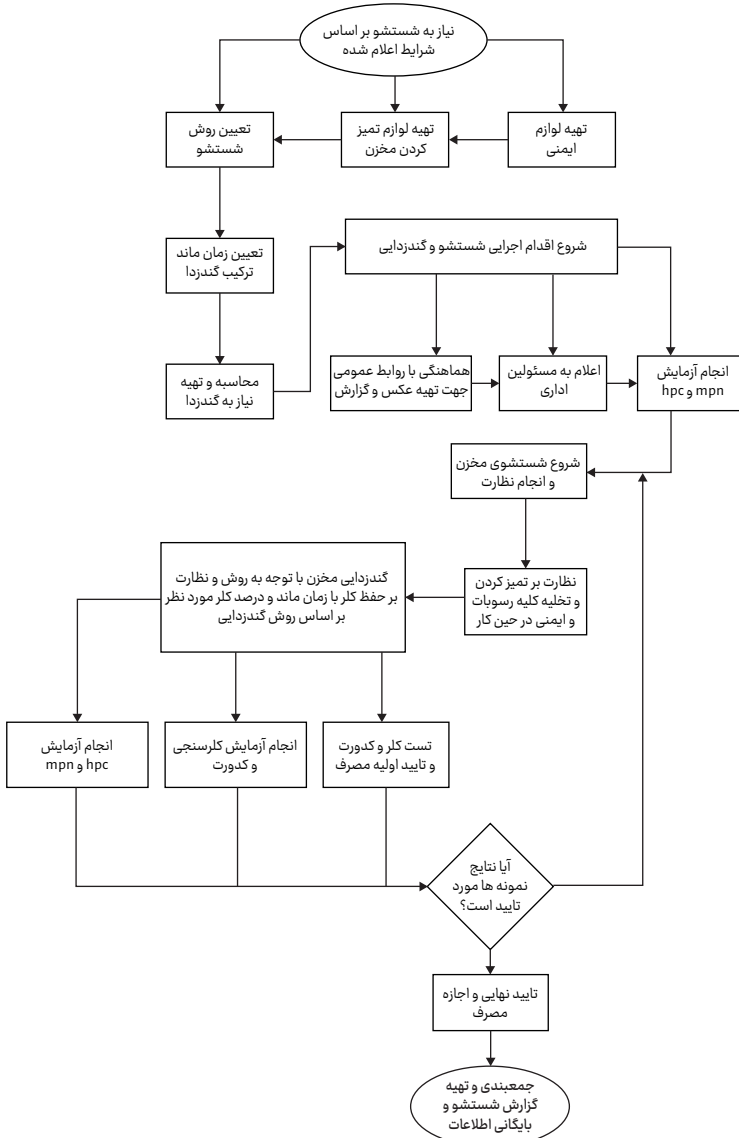 نیاز به شستشو بر اساس
شرایط اعلام شده
تهیه لوازم
ایمنی
تهیه لوازم تمیز
کردن مخزن
تعیین روش
شستشو
تعیین زمان ماند
ترکیب گندزدا
محاسبه و تهیه
نیاز به گندزدا
شروع اقدام اجرایی شستشو و گندزدایی
هماهنگی با روابط عمومی
جهت تهیه عکس و گزارش
اعلام به مسئولین
اداری
انجام آزمایش
hpc و mpn
شروع شستشوی مخزن
و انجام نظارت
نظارت بر تمیز کردن
و تخلیه کلیه رسوبات
و ایمنی در حین کار
گندزدایی مخزن با توجه به روش و نظارت
بر حفظ کلر با زمان ماند و درصد کلر مورد نظر
بر اساس روش گندزدایی
تست کلر و کدورت
و تایید اولیه مصرف
انجام آزمایش کلرسنجی
و کدورت
انجام آزمایش
hpc و mpn
آیا نتایج
نمونه ها مورد
تایید است؟
تایید نهایی و اجازه
مصرف
جمعبندی و تهیه
گزارش شستشو و
بایگانی اطلاعات